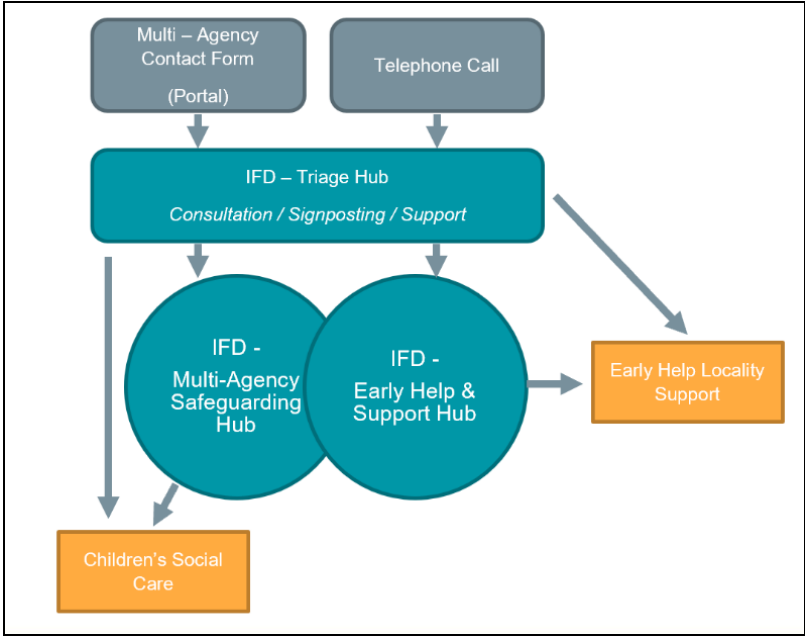 Multi – Agency
Contact Form
(Portal)
Telephone Call
IFD – Triage Hub
Consultation / Signposting / Support
IFD -
Multi-Agency
Safeguarding
Hub
IFD -
Early Help &
Support Hub
Early Help Locality
Support
Children's Social
Care